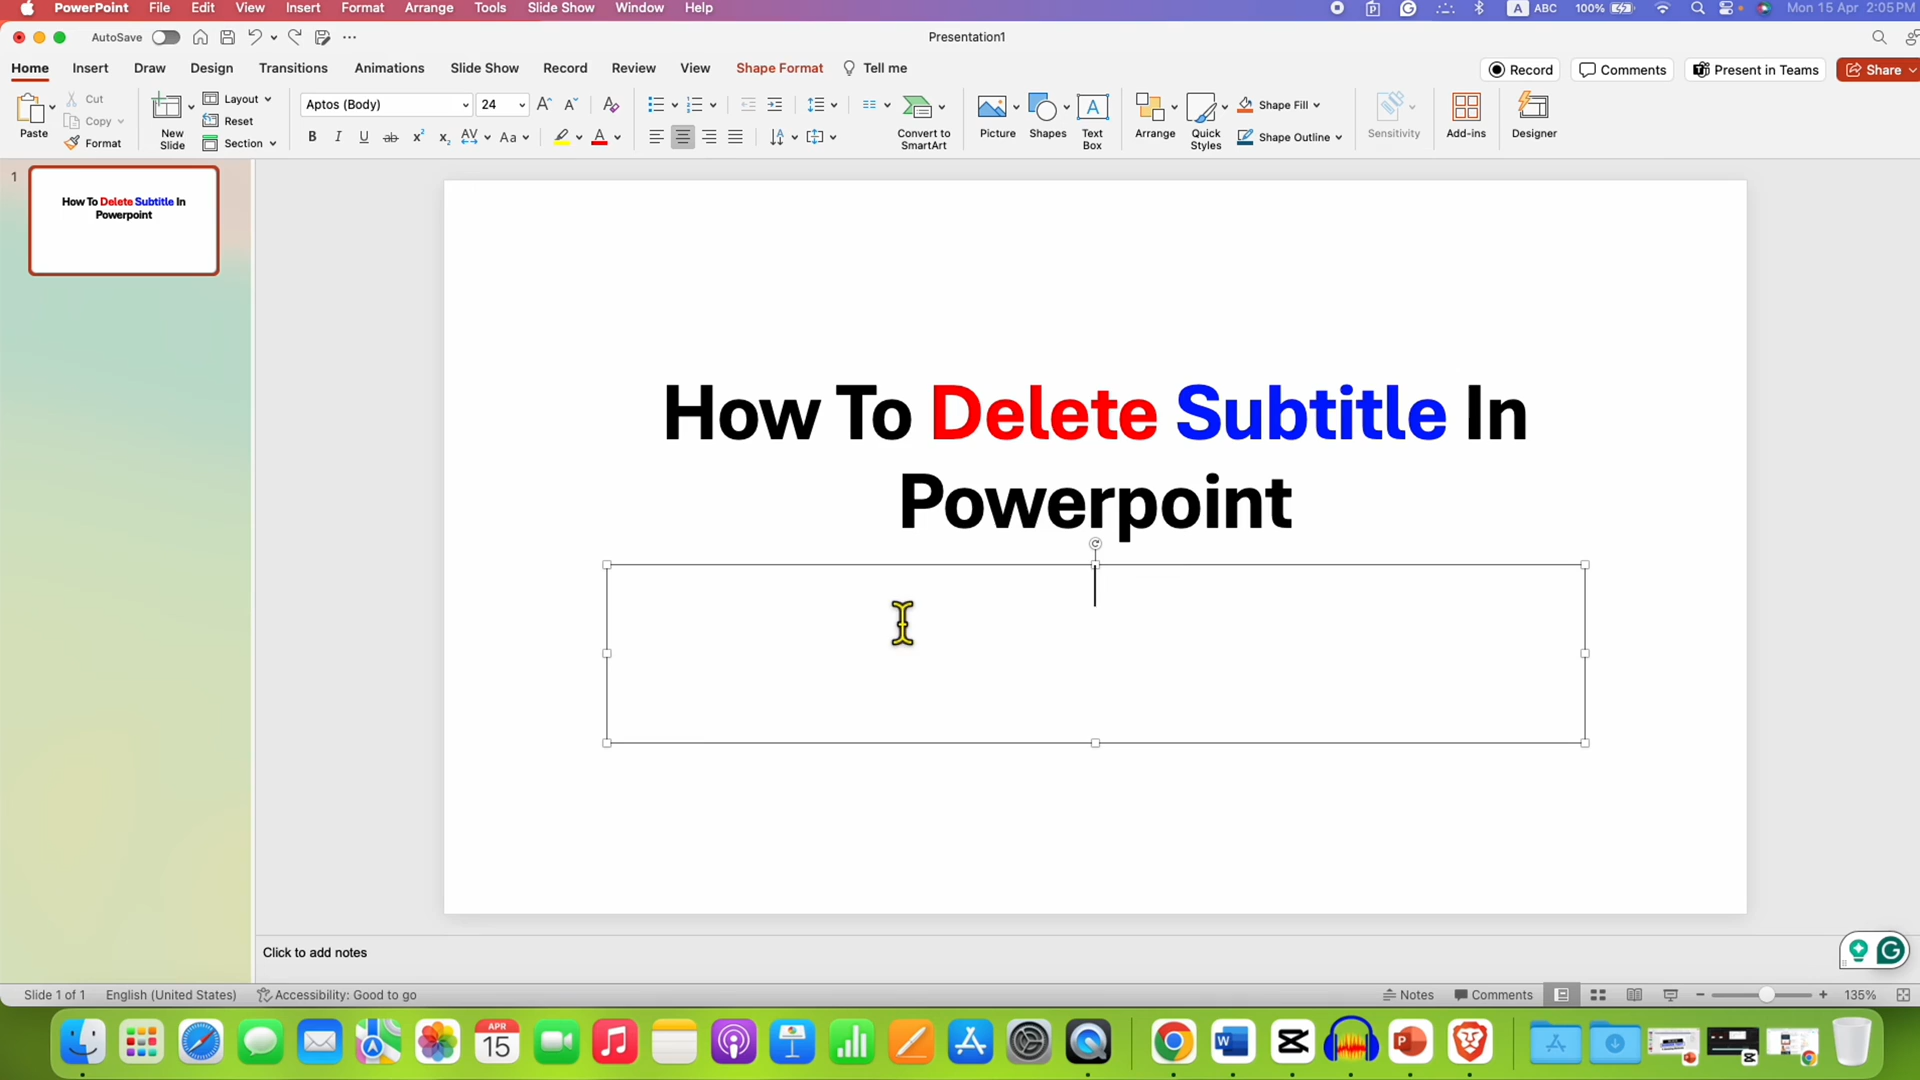 PowerPoint File Edit View Insert Format Arrange Tools Slide Show Window Help A ABC 100% Mon 15 Apr 2:05 PM
AutoSave Presentation1
Home Insert Draw Design Transitions Animations Slide Show Record Review View Shape Format Tell me Record Comments Present in Teams Share
Paste Cut Copy Format
New Slide Layout Reset Section
Aptos (Body) 24
B I U ab x² x₂ AV Aa A
Convert to SmartArt
Picture Shapes Text Box
Arrange Quick Styles Shape Fill Shape Outline
Sensitivity Add-ins Designer
1
How To Delete Subtitle In
Powerpoint
How To Delete Subtitle In
Powerpoint
Click to add notes
Slide 1 of 1 English (United States) Accessibility: Good to go Notes Comments 135%
APR
15